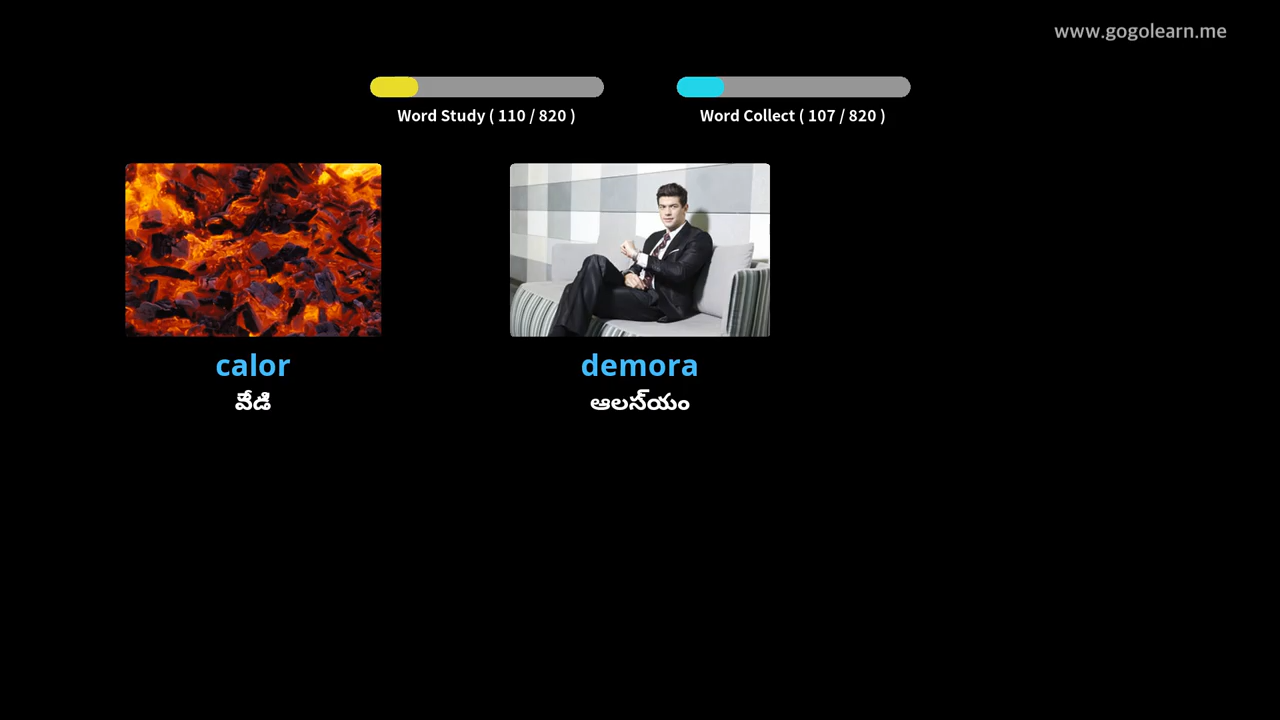 www.gogolearn.me
Word Study ( 110 / 820 )
Word Collect ( 107 / 820 )
calor
వేడి
demora
ఆలస్యం